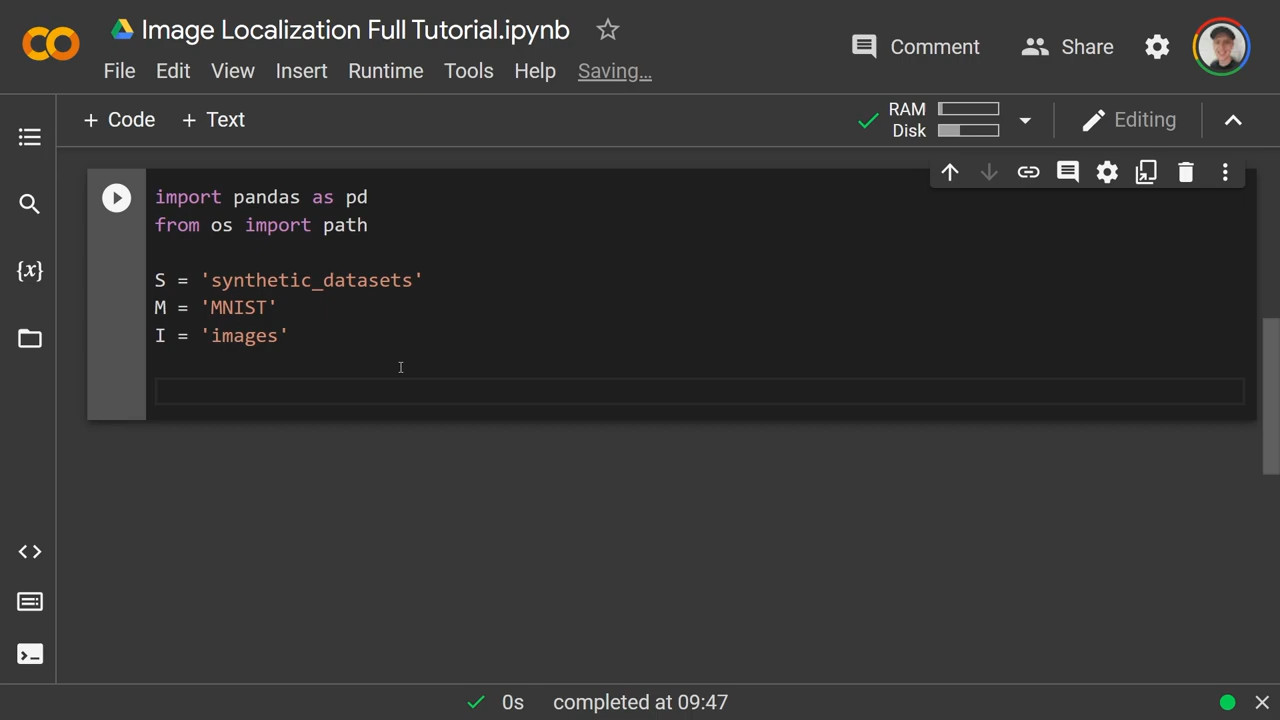 Image Localization Full Tutorial.ipynb
File Edit View Insert Runtime Tools Help Saving...
Comment Share
+ Code + Text
RAM
Disk
Editing
import pandas as pd
from os import path
S = 'synthetic_datasets'
M = 'MNIST'
I = 'images'
{x}
0s completed at 09:47